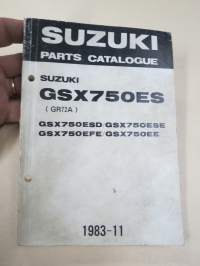 SUZUKI
PARTS CATALOGUE
SUZUKI
GSX750ES
( GR72A )
GSX750ESD/GSX750ESE
GSX750EFE/GSX750EE
1983-11